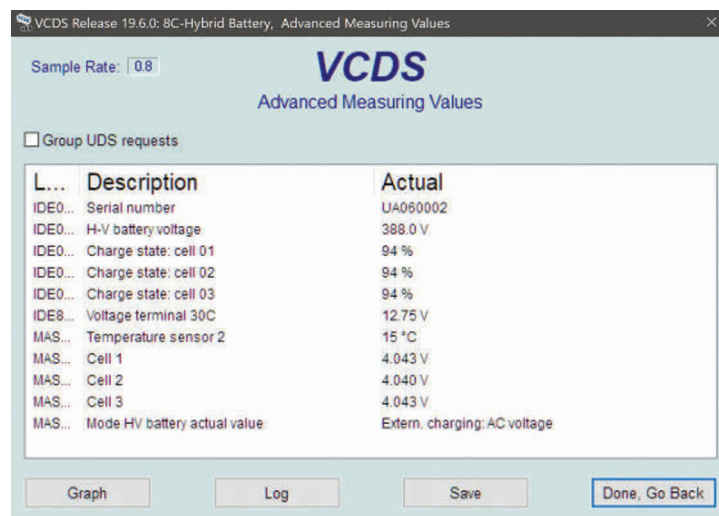 VCDS Release 19.6.0: 8C-Hybrid Battery, Advanced Measuring Values
Sample Rate: 0.8
VCDS
Advanced Measuring Values
Group UDS requests
L... Description Actual
IDE0... Serial number UA060002
IDE0... H-V battery voltage 388.0 V
IDE0... Charge state: cell 01 94 %
IDE0... Charge state: cell 02 94 %
IDE0... Charge state: cell 03 94 %
IDE8... Voltage terminal 30C 12.75 V
MAS... Temperature sensor 2 15 °C
MAS... Cell 1 4.043 V
MAS... Cell 2 4.040 V
MAS... Cell 3 4.043 V
MAS... Mode HV battery actual value Extern. charging: AC voltage
Graph Log Save Done, Go Back